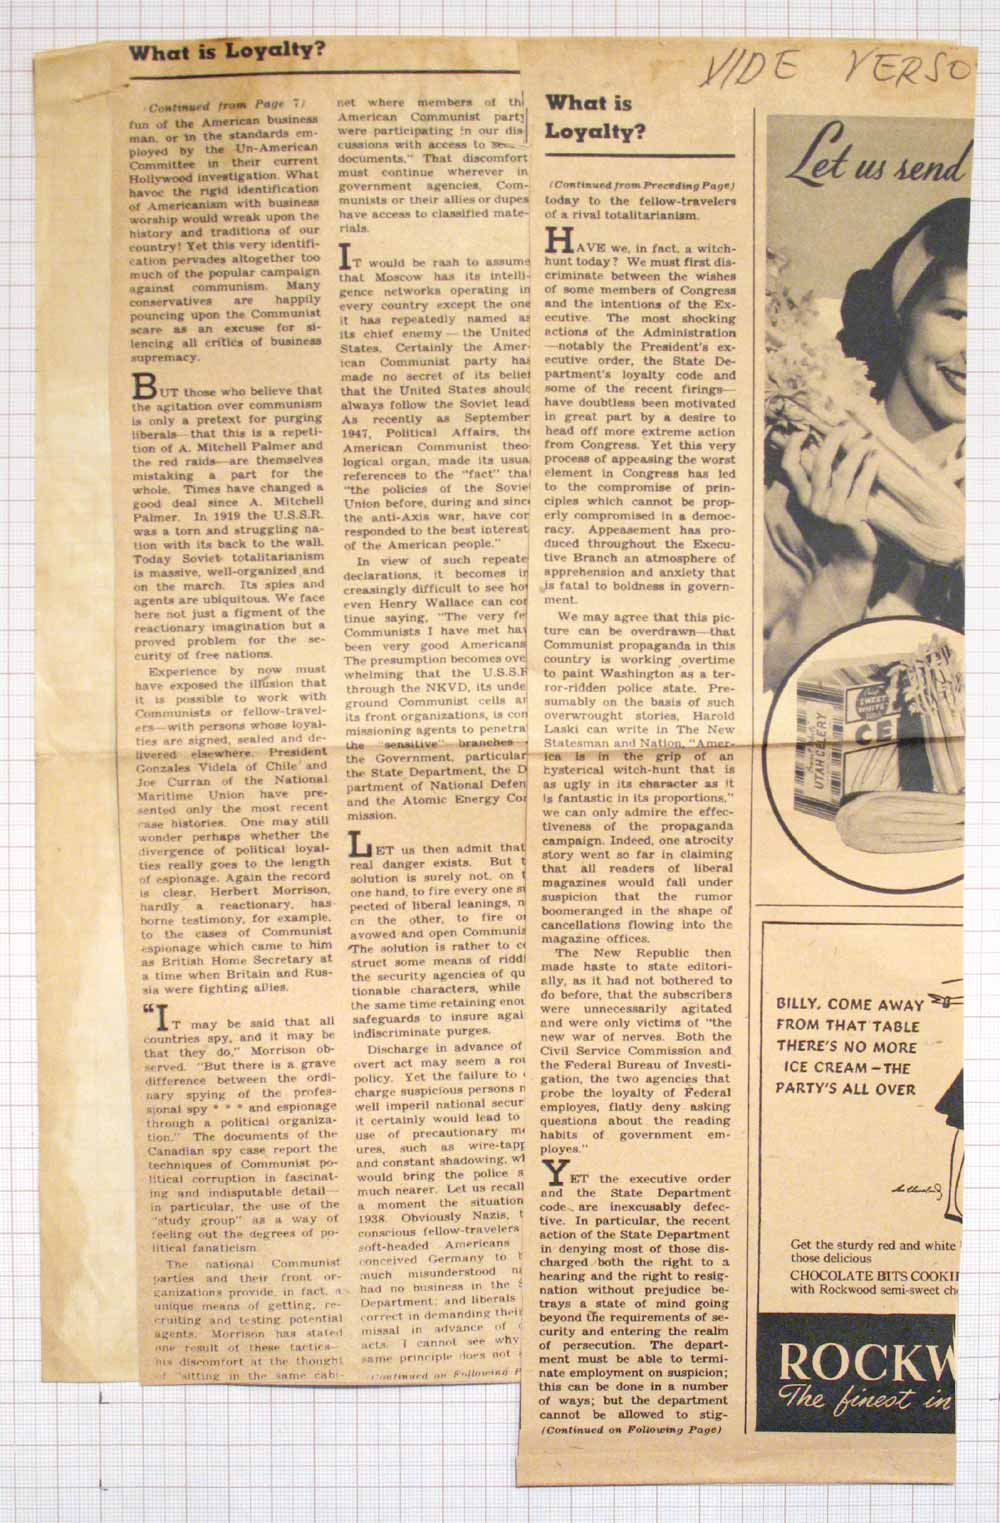 What is Loyalty?
(Continued from Page 7)
fun of the American business
man, or in the standards em-
ployed by the Un-American
Committee in their current
Hollywood investigation. What
havoc the rigid identification
of Americanism with business
worship would wreak upon the
history and traditions of our
country! Yet this very identifi-
cation pervades altogether too
much of the popular campaign
against communism. Many
conservatives are happily
pouncing upon the Communist
scare as an excuse for si-
lencing all critics of business
supremacy.
BUT those who believe that
the agitation over communism
is only a pretext for purging
liberals—that this is a repeti-
tion of A. Mitchell Palmer and
the red raids—are themselves
mistaking a part for the
whole. Times have changed a
good deal since A. Mitchell
Palmer. In 1919 the U.S.S.R.
was a torn and struggling na-
tion with its back to the wall.
Today Soviet totalitarianism
is massive, well-organized and
on the march. Its spies and
agents are ubiquitous. We face
here not just a figment of the
reactionary imagination but a
proved problem for the se-
curity of free nations.
Experience by now must
have exposed the illusion that
it is possible to work with
Communists or fellow-travel-
ers—with persons whose loyal-
ties are signed, sealed and de-
livered elsewhere. President
Gonzales Videla of Chile and
Joe Curran of the National
Maritime Union have pre-
sented only the most recent
case histories. One may still
wonder perhaps whether the
divergence of political loyal-
ties really goes to the length
of espionage. Again the record
is clear. Herbert Morrison,
hardly a reactionary, has
borne testimony, for example,
to the cases of Communist
espionage which came to him
as British Home Secretary at
a time when Britain and Rus-
sia were fighting allies.
"IT may be said that all
countries spy, and it may be
that they do," Morrison ob-
served. "But there is a grave
difference between the ordi-
nary spying of the profes-
sional spy * * * and espionage
through a political organiza-
tion." The documents of the
Canadian spy case report the
techniques of Communist po-
litical corruption in fascinat-
ing and indisputable detail—
in particular, the use of the
"study group" as a way of
feeling out the degrees of po-
litical fanaticism.
The national Communist
parties and their front or-
ganizations provide, in fact, a
unique means of getting, re-
cruiting and testing potential
agents. Morrison has stated
one result of these tactics—
his discomfort at the thought
of "sitting in the same cabi-
net where members of th
American Communist party
were participating in our dis
cussions with access to
documents." That discomfort
must continue wherever in
government agencies, Com-
munists or their allies or dupes
have access to classified mate-
rials.
IT would be rash to assume
that Moscow has its intelli-
gence networks operating in
every country except the one
it has repeatedly named as
its chief enemy—the United
States. Certainly the Amer-
ican Communist party has
made no secret of its belief
that the United States should
always follow the Soviet lead
As recently as September
1947, Political Affairs, the
American Communist theo-
logical organ, made its usua
references to the "fact" that
"the policies of the Sovie
Union before, during and since
the anti-Axis war, have cor
responded to the best interest
of the American people."
In view of such repeate
declarations, it becomes in
creasingly difficult to see how
even Henry Wallace can con
tinue saying, "The very fe
Communists I have met hav
been very good Americans
The presumption becomes ove
whelming that the U.S.S.R
through the NKVD, its unde
ground Communist cells an
its front organizations, is com
missioning agents to penetra
the "sensitive" branches
the Government, particular
the State Department, the D
partment of National Defen
and the Atomic Energy Com
mission.
LET us then admit that
real danger exists. But t
solution is surely not, on t
one hand, to fire every one su
pected of liberal leanings, n
on the other, to fire on
avowed and open Communis
The solution is rather to co
struct some means of riddi
the security agencies of qu
tionable characters, while
the same time retaining enou
safeguards to insure agai
indiscriminate purges.
Discharge in advance of
overt act may seem a rou
policy. Yet the failure to
charge suspicious persons m
well imperil national secur
it certainly would lead to
use of precautionary me
ures, such as wire-tapp
and constant shadowing, wh
would bring the police s
much nearer. Let us recall
a moment the situation
1938. Obviously Nazis, t
conscious fellow-travelers
soft-headed Americans
conceived Germany to b
much misunderstood na
had no business in the S
Department; and liberals
correct in demanding their
missal in advance of
acts. I cannot see why
same principle does not
(Continued on Following P
VIDE VERSO
What is
Loyalty?
(Continued from Preceding Page)
today to the fellow-travelers
of a rival totalitarianism.
HAVE we, in fact, a witch-
hunt today? We must first dis-
criminate between the wishes
of some members of Congress
and the intentions of the Ex-
ecutive. The most shocking
actions of the Administration
—notably the President's ex-
ecutive order, the State De-
partment's loyalty code and
some of the recent firings—
have doubtless been motivated
in great part by a desire to
head off more extreme action
from Congress. Yet this very
process of appeasing the worst
element in Congress has led
to the compromise of prin-
ciples which cannot be prop-
erly compromised in a democ-
racy. Appeasement has pro-
duced throughout the Execu-
tive Branch an atmosphere of
apprehension and anxiety that
is fatal to boldness in govern-
ment.
We may agree that this pic-
ture can be overdrawn—that
Communist propaganda in this
country is working overtime
to paint Washington as a ter-
ror-ridden police state. Pre-
sumably on the basis of such
overwrought stories, Harold
Laski can write in The New
Statesman and Nation, "Amer-
ica is in the grip of an
hysterical witch-hunt that is
as ugly in its character as it
is fantastic in its proportions,"
we can only admire the effec-
tiveness of the propaganda
campaign. Indeed, one atrocity
story went so far in claiming
that all readers of liberal
magazines would fall under
suspicion that the rumor
boomeranged in the shape of
cancellations flowing into the
magazine offices.
The New Republic then
made haste to state editori-
ally, as it had not bothered to
do before, that the subscribers
were unnecessarily agitated
and were only victims of "the
new war of nerves. Both the
Civil Service Commission and
the Federal Bureau of Investi-
gation, the two agencies that
probe the loyalty of Federal
employes, flatly deny asking
questions about the reading
habits of government em-
ployes."
YET the executive order
and the State Department
code are inexcusably defec-
tive. In particular, the recent
action of the State Department
in denying most of those dis-
charged both the right to a
hearing and the right to resig-
nation without prejudice be-
trays a state of mind going
beyond the requirements of se-
curity and entering the realm
of persecution. The depart-
ment must be able to termi-
nate employment on suspicion;
this can be done in a number
of ways; but the department
cannot be allowed to stig-
(Continued on Following Page)
Let us send
SWEET
WHITE
CE
UTAH CELERY
BILLY, COME AWAY
FROM THAT TABLE
THERE'S NO MORE
ICE CREAM—THE
PARTY'S ALL OVER
Get the sturdy red and white
those delicious
CHOCOLATE BITS COOKI
with Rockwood semi-sweet ch
ROCKW
The finest in